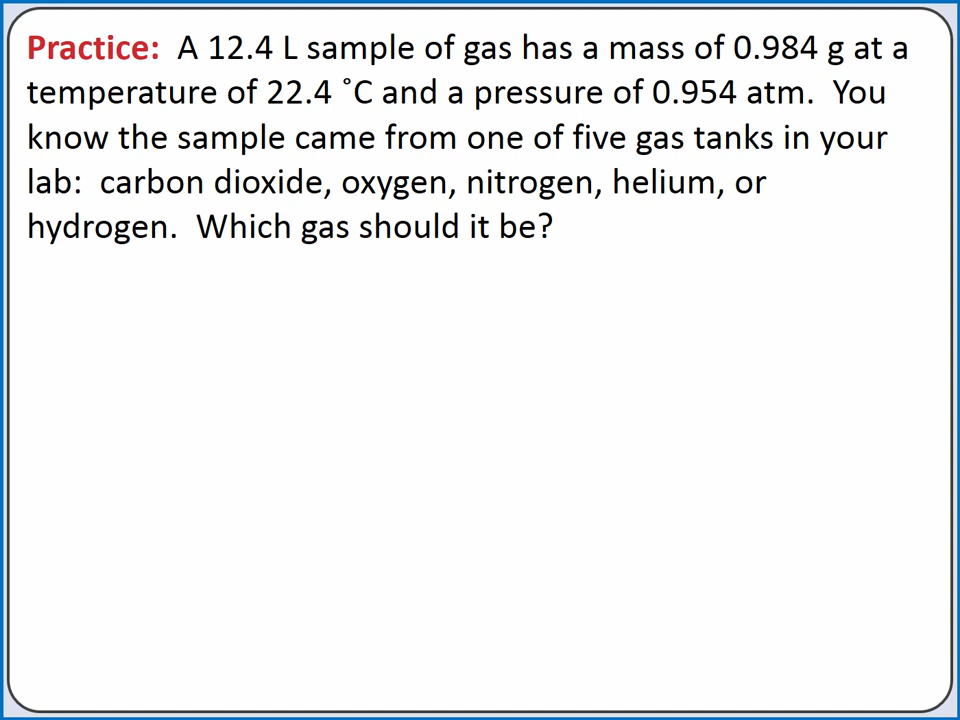 Practice:  A 12.4 L sample of gas has a mass of 0.984 g at a
temperature of 22.4 ˚C and a pressure of 0.954 atm.  You
know the sample came from one of five gas tanks in your
lab:  carbon dioxide, oxygen, nitrogen, helium, or
hydrogen.  Which gas should it be?